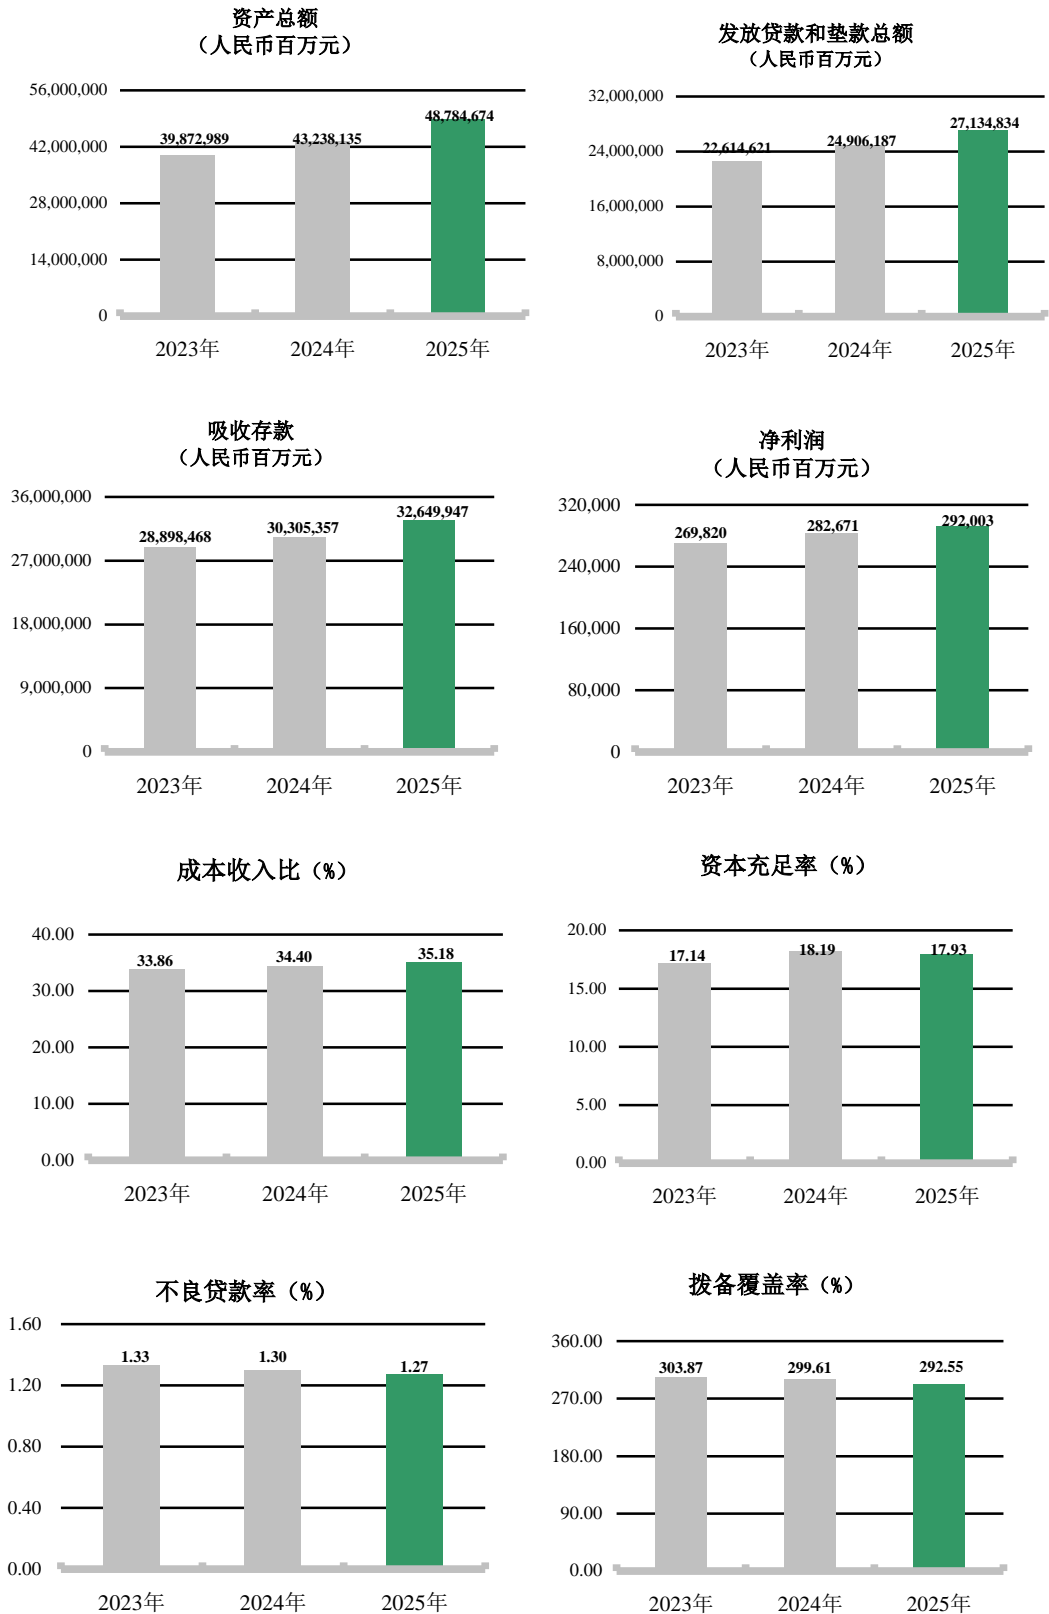 资产总额
（人民币百万元）
56,000,000
42,000,000
28,000,000
14,000,000
0
39,872,989
43,238,135
48,784,674
2023年
2024年
2025年
发放贷款和垫款总额
（人民币百万元）
32,000,000
24,000,000
16,000,000
8,000,000
0
22,614,621
24,906,187
27,134,834
2023年
2024年
2025年
吸收存款
（人民币百万元）
36,000,000
27,000,000
18,000,000
9,000,000
0
28,898,468
30,305,357
32,649,947
2023年
2024年
2025年
净利润
（人民币百万元）
320,000
240,000
160,000
80,000
0
269,820
282,671
292,003
2023年
2024年
2025年
成本收入比（%）
40.00
30.00
20.00
10.00
0.00
33.86
34.40
35.18
2023年
2024年
2025年
资本充足率（%）
20.00
15.00
10.00
5.00
0.00
17.14
18.19
17.93
2023年
2024年
2025年
不良贷款率（%）
1.60
1.20
0.80
0.40
0.00
1.33
1.30
1.27
2023年
2024年
2025年
拨备覆盖率（%）
360.00
270.00
180.00
90.00
0.00
303.87
299.61
292.55
2023年
2024年
2025年